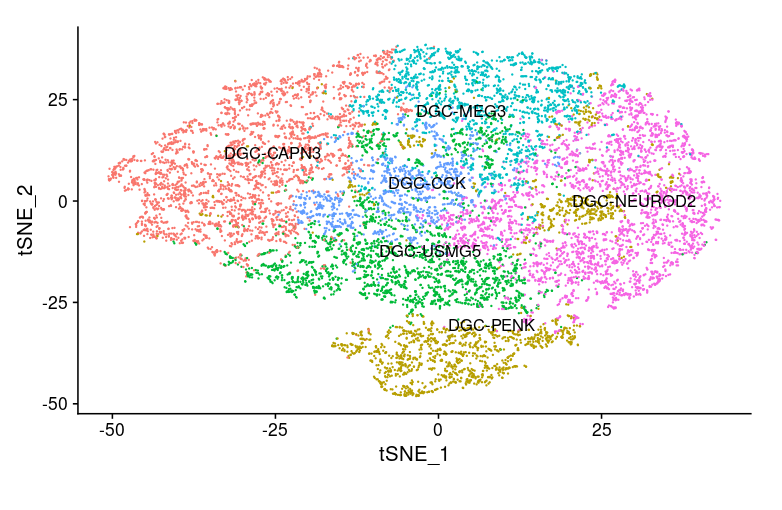 DGC-MEG3
DGC-CAPN3
DGC-CCK
DGC-NEUROD2
DGC-USMG5
DGC-PENK
25
0
-25
-50
tSNE_2
-50
-25
0
25
tSNE_1